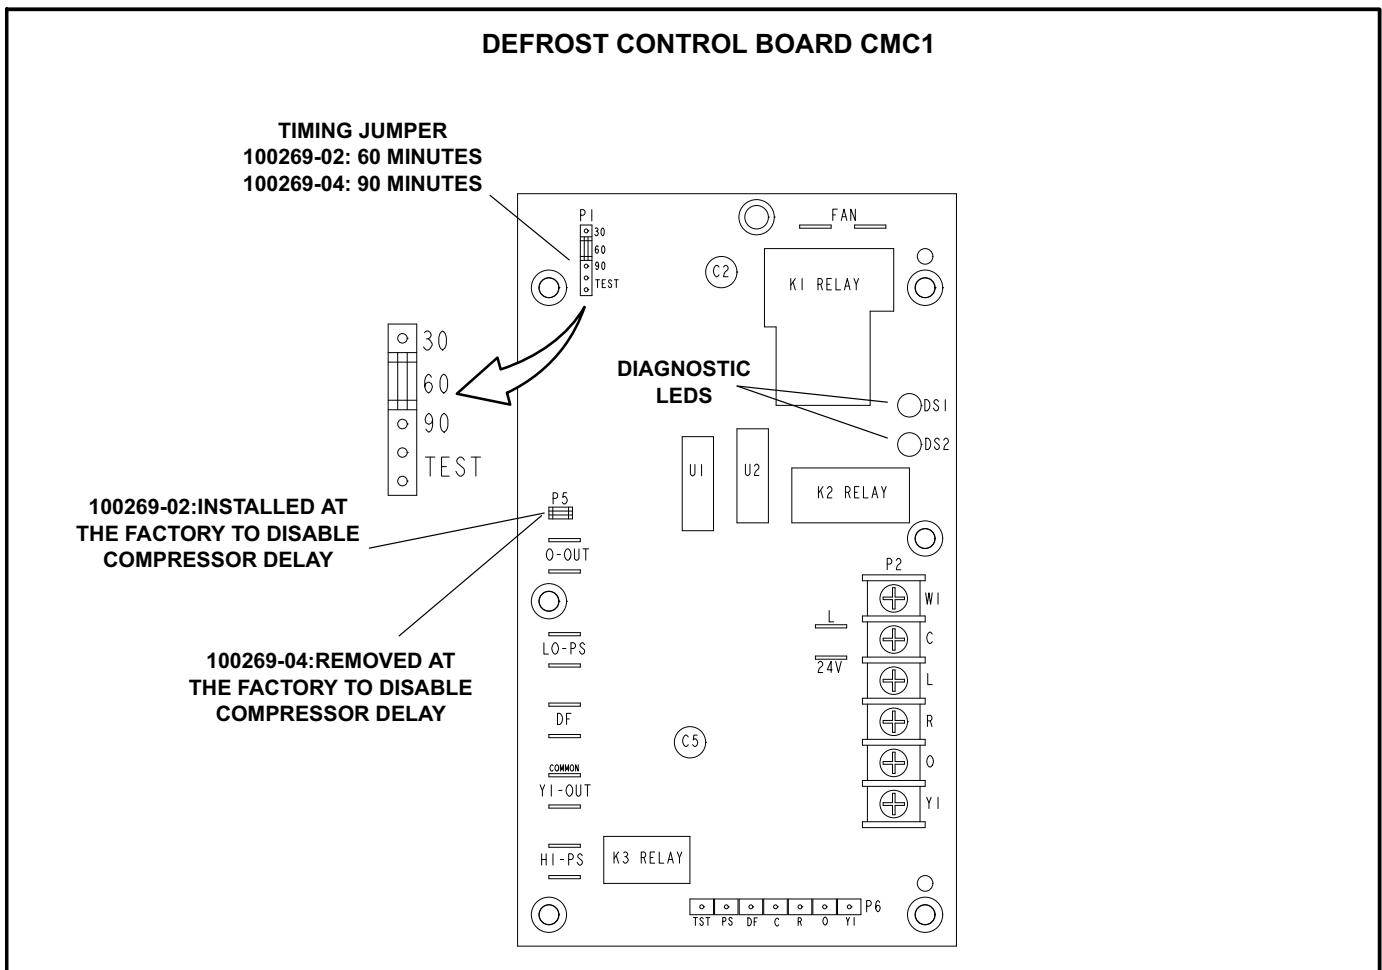 DEFROST CONTROL BOARD CMC1
TIMING JUMPER
100269-02: 60 MINUTES
100269-04: 90 MINUTES
P1
30
60
90
TEST
FAN
C2
K1 RELAY
30
60
90
TEST
DIAGNOSTIC
LEDS
DS1
DS2
U1
U2
K2 RELAY
100269-02:INSTALLED AT
THE FACTORY TO DISABLE
COMPRESSOR DELAY
P5
O-OUT
P2
W1
C
L
R
O
Y1
L
24V
LO-PS
100269-04:REMOVED AT
THE FACTORY TO DISABLE
COMPRESSOR DELAY
DF
C5
COMMON
Y1-OUT
HI-PS
K3 RELAY
P6
TST PS DF C R O Y1